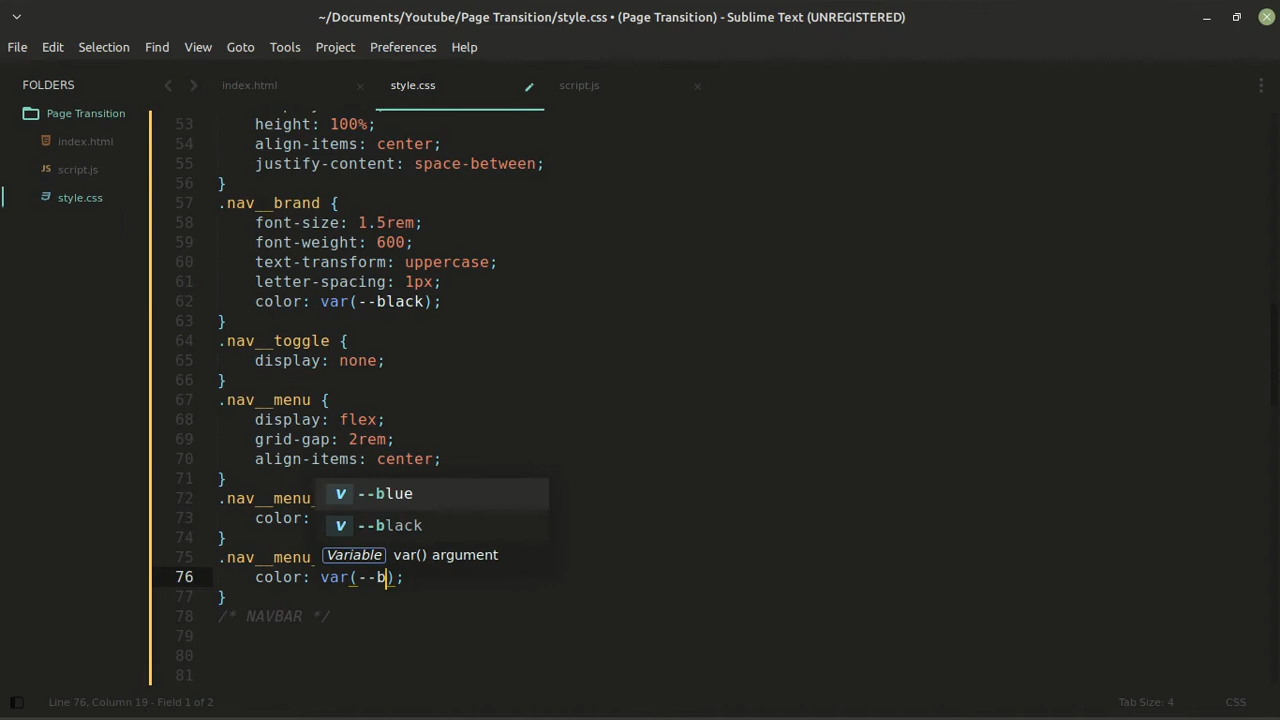 ~/Documents/Youtube/Page Transition/style.css • (Page Transition) - Sublime Text (UNREGISTERED)
File Edit Selection Find View Goto Tools Project Preferences Help
FOLDERS
Page Transition
index.html
JS script.js
style.css
index.html style.css script.js
53 height: 100%;
54 align-items: center;
55 justify-content: space-between;
56 }
57 .nav__brand {
58 font-size: 1.5rem;
59 font-weight: 600;
60 text-transform: uppercase;
61 letter-spacing: 1px;
62 color: var(--black);
63 }
64 .nav__toggle {
65 display: none;
66 }
67 .nav__menu {
68 display: flex;
69 grid-gap: 2rem;
70 align-items: center;
71 }
72 .nav__menu_
73 color:
74 }
75 .nav__menu_
76 color: var(--b);
77 }
78 /* NAVBAR */
79
80
81
v --blue
v --black
Variable var() argument
Line 76, Column 19 - Field 1 of 2
Tab Size: 4 CSS